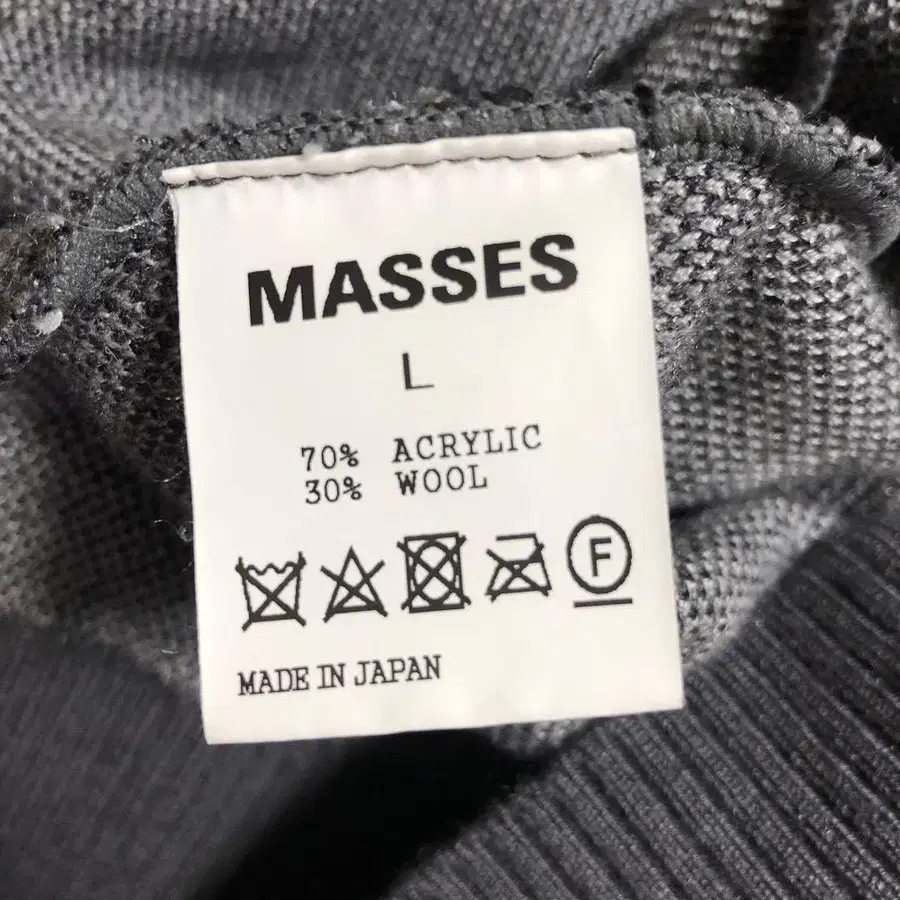 MASSES
L
70% ACRYLIC
30% WOOL
F
MADE IN JAPAN